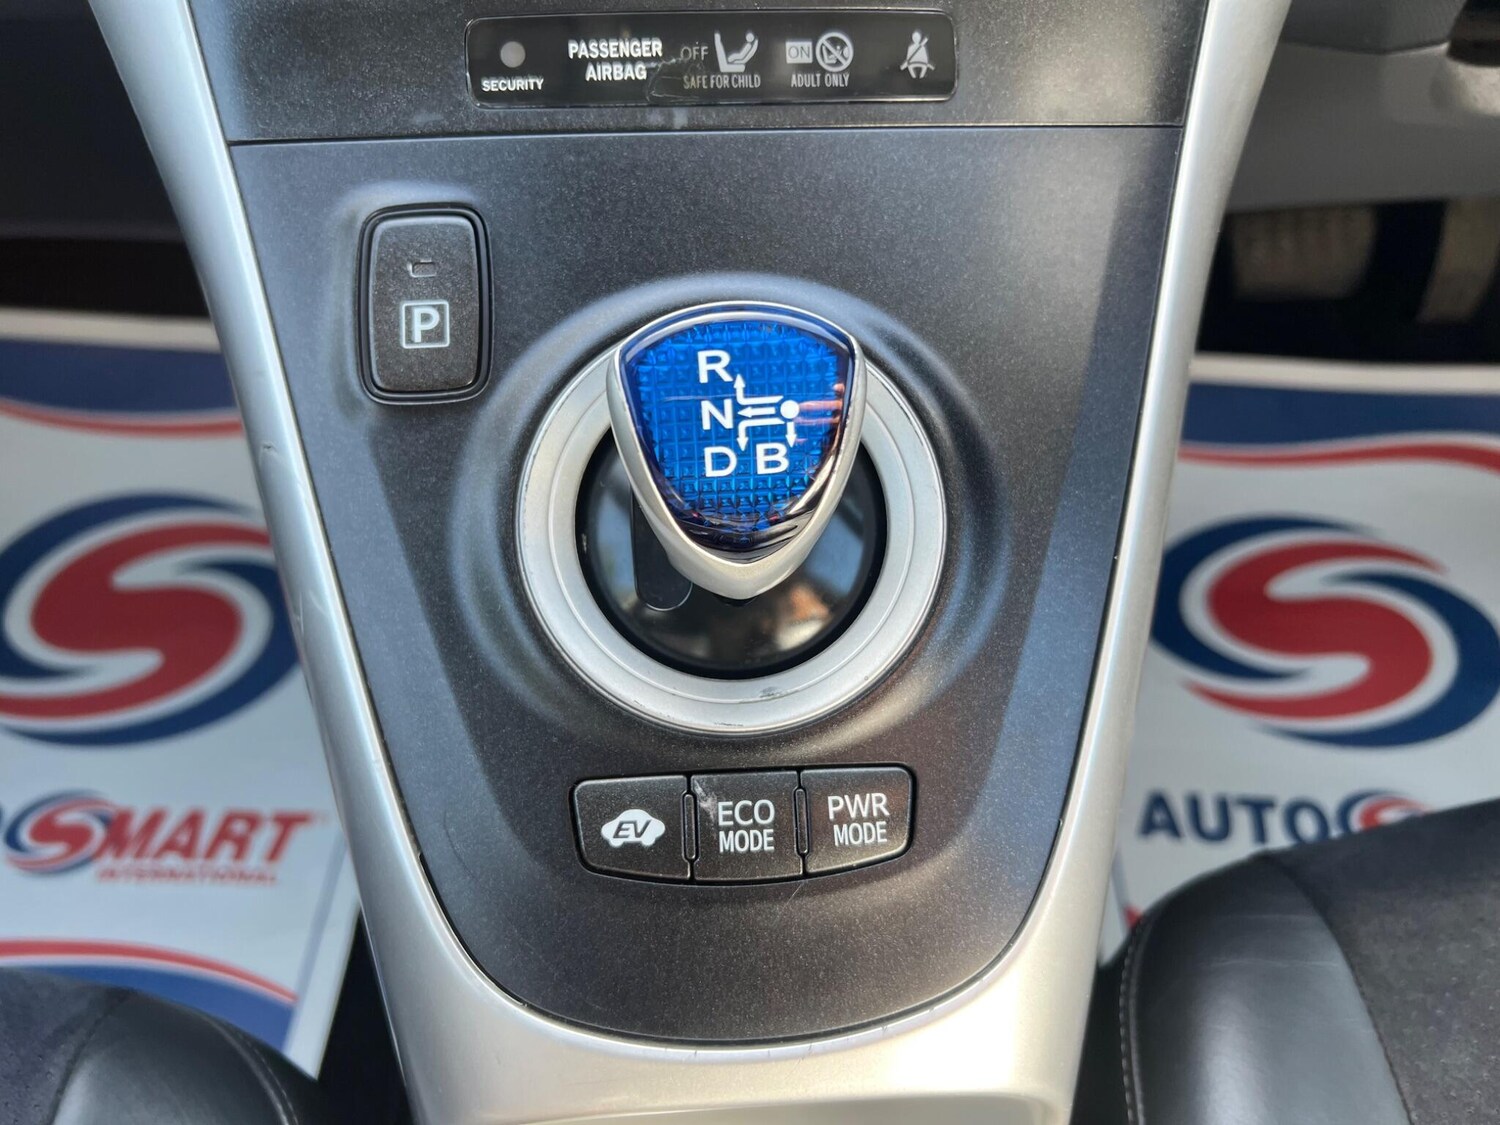 SECURITY
PASSENGER
AIRBAG
OFF
SAFE FOR CHILD
ON
ADULT ONLY
P
R
N
D B
EV
ECO
MODE
PWR
MODE
SMART
INTERNATIONAL
AUTO